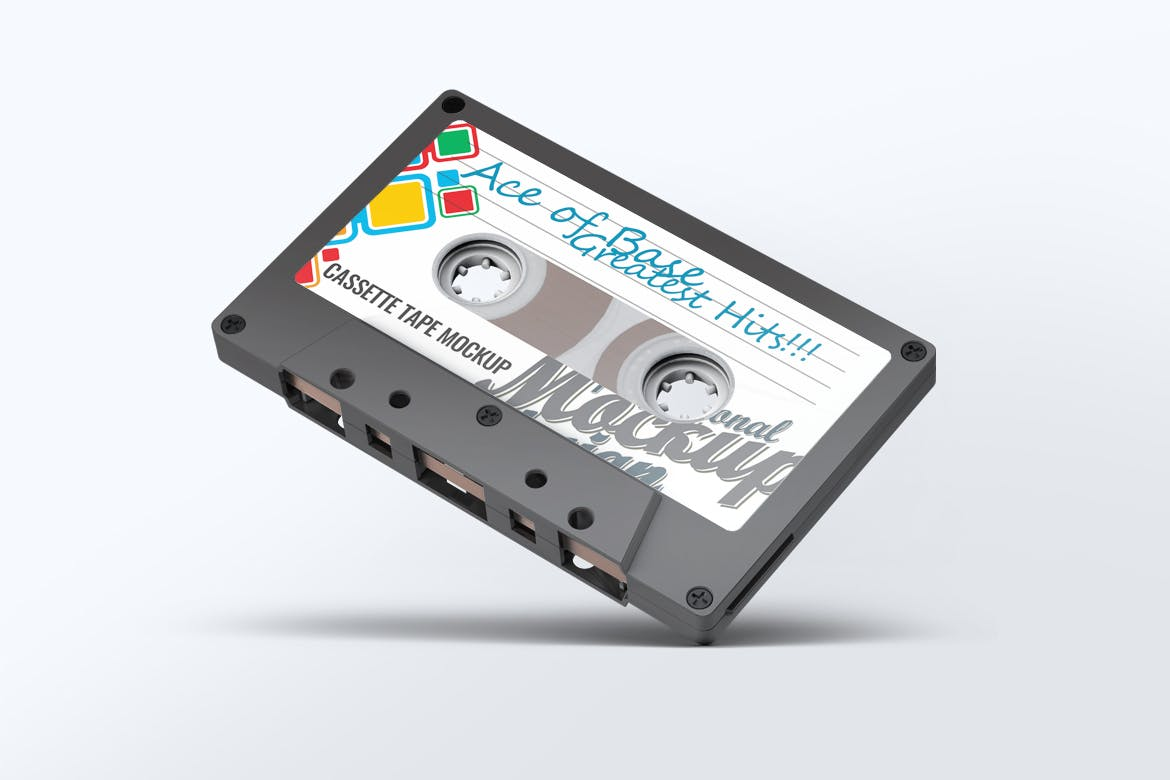 Ace of Base
Greatest Hits!!!
CASSETTE TAPE MOCKUP
Mockup